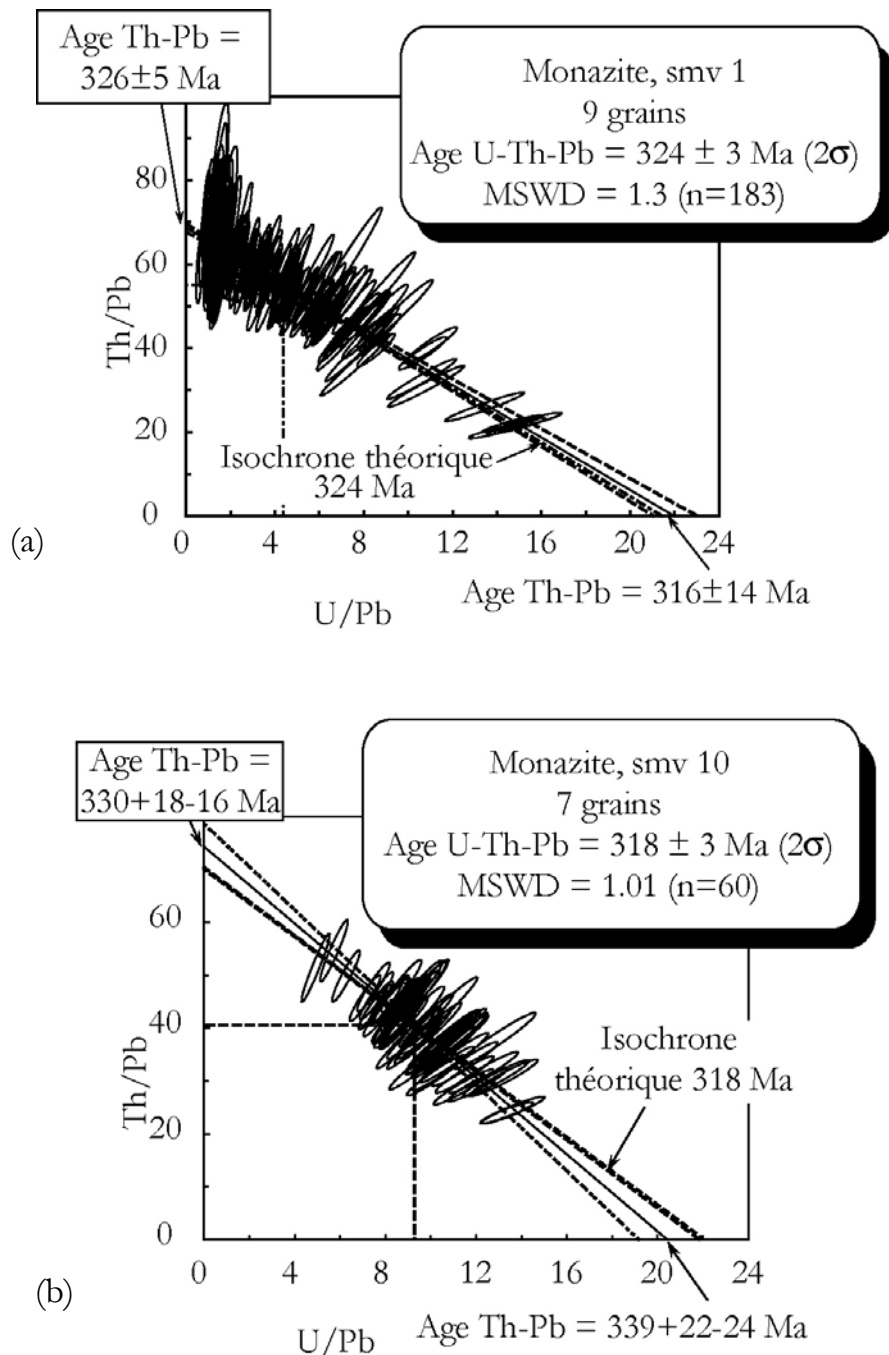 Age Th-Pb =
326±5 Ma
Monazite, smv 1
9 grains
Age U-Th-Pb = 324 ± 3 Ma (2σ)
MSWD = 1.3 (n=183)
80
60
40
20
0
Th/Pb
Isochrone théorique
324 Ma
(a)
0 4 8 12 16 20 24
Age Th-Pb = 316±14 Ma
U/Pb
Age Th-Pb =
330+18-16 Ma
Monazite, smv 10
7 grains
Age U-Th-Pb = 318 ± 3 Ma (2σ)
MSWD = 1.01 (n=60)
60
40
20
0
Th/Pb
Isochrone
théorique 318 Ma
(b)
0 4 8 12 16 20 24
Age Th-Pb = 339+22-24 Ma
U/Pb